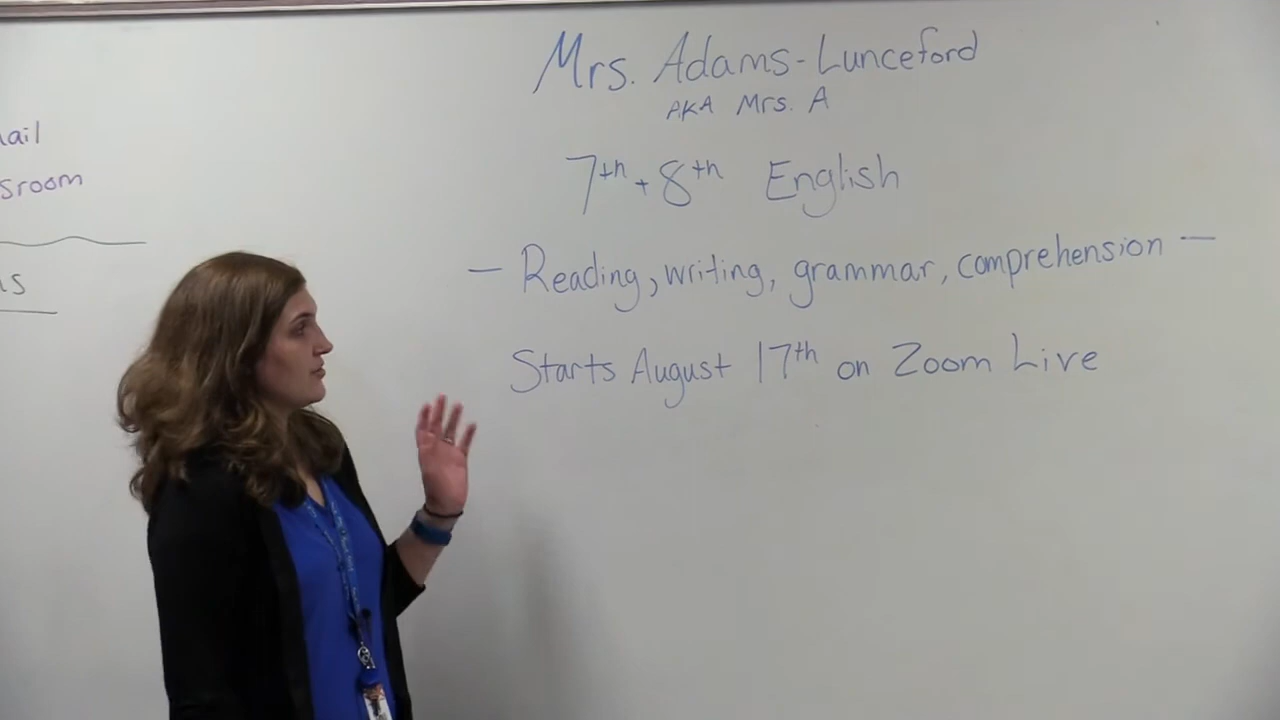 Mrs. Adams-Lunceford
AKA Mrs. A
7th + 8th English
- Reading, writing, grammar, comprehension -
Starts August 17th on Zoom Live
ail
sroom
s